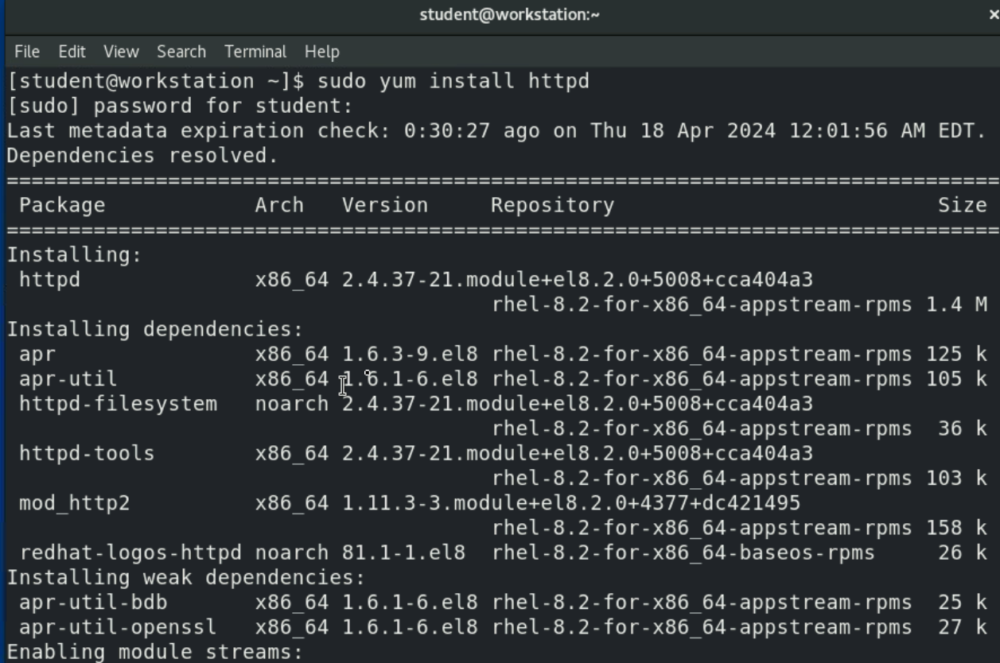 student@workstation:~ ×
File Edit View Search Terminal Help
[student@workstation ~]$ sudo yum install httpd
[sudo] password for student:
Last metadata expiration check: 0:30:27 ago on Thu 18 Apr 2024 12:01:56 AM EDT.
Dependencies resolved.
================================================================================
 Package            Arch   Version     Repository                          Size
================================================================================
Installing:
 httpd              x86_64 2.4.37-21.module+el8.2.0+5008+cca404a3
                                       rhel-8.2-for-x86_64-appstream-rpms 1.4 M
Installing dependencies:
 apr                x86_64 1.6.3-9.el8 rhel-8.2-for-x86_64-appstream-rpms 125 k
 apr-util           x86_64 1.6.1-6.el8 rhel-8.2-for-x86_64-appstream-rpms 105 k
 httpd-filesystem   noarch 2.4.37-21.module+el8.2.0+5008+cca404a3
                                       rhel-8.2-for-x86_64-appstream-rpms  36 k
 httpd-tools        x86_64 2.4.37-21.module+el8.2.0+5008+cca404a3
                                       rhel-8.2-for-x86_64-appstream-rpms 103 k
 mod_http2          x86_64 1.11.3-3.module+el8.2.0+4377+dc421495
                                       rhel-8.2-for-x86_64-appstream-rpms 158 k
 redhat-logos-httpd noarch 81.1-1.el8  rhel-8.2-for-x86_64-baseos-rpms     26 k
Installing weak dependencies:
 apr-util-bdb       x86_64 1.6.1-6.el8 rhel-8.2-for-x86_64-appstream-rpms  25 k
 apr-util-openssl   x86_64 1.6.1-6.el8 rhel-8.2-for-x86_64-appstream-rpms  27 k
Enabling module streams: